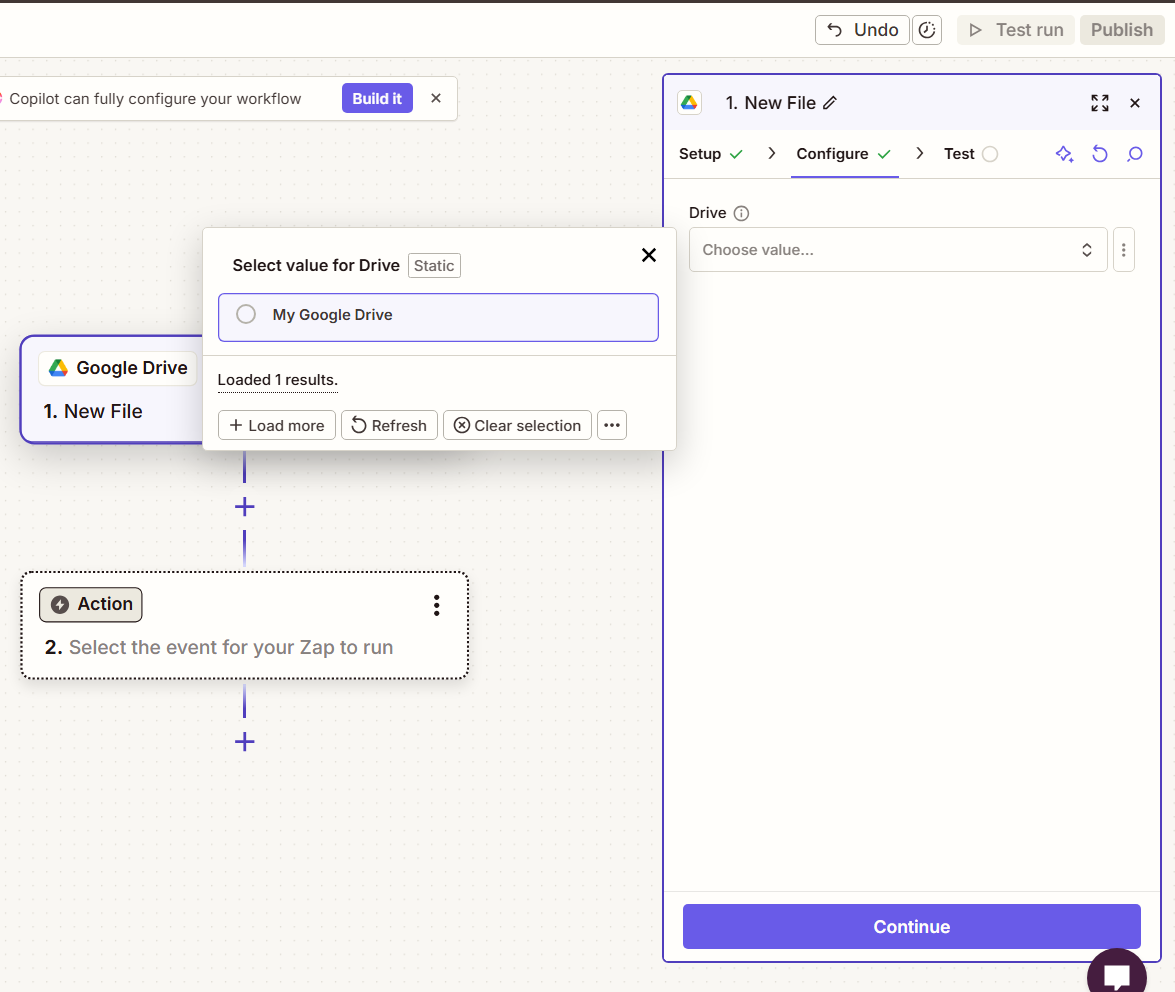 Undo
Test run
Publish
Copilot can fully configure your workflow
Build it
1. New File
Setup
Configure
Test
Drive
Choose value...
Select value for Drive
Static
My Google Drive
Loaded 1 results.
Load more
Refresh
Clear selection
Google Drive
1. New File
Action
2. Select the event for your Zap to run
Continue